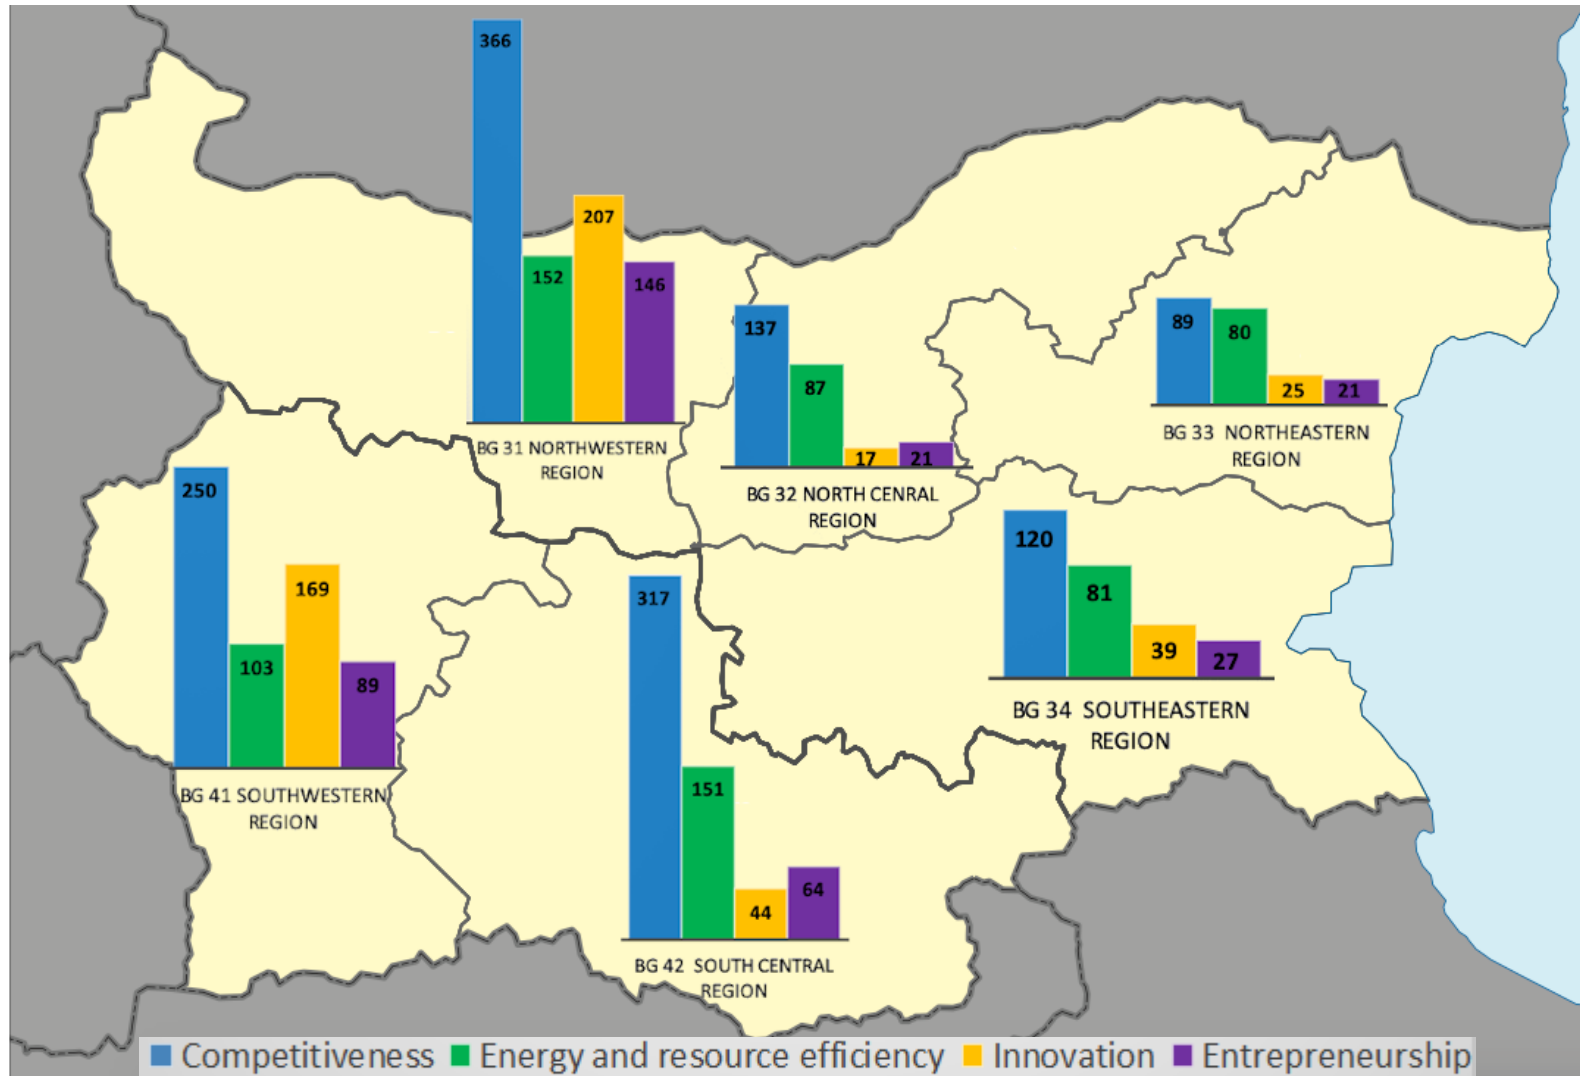 366
152
207
146
BG 31 NORTHWESTERN
REGION
137
87
17
21
BG 32 NORTH CENRAL
REGION
89
80
25
21
BG 33 NORTHEASTERN
REGION
250
103
169
89
BG 41 SOUTHWESTERN
REGION
317
151
44
64
BG 42 SOUTH CENTRAL
REGION
120
81
39
27
BG 34 SOUTHEASTERN
REGION
Competitiveness Energy and resource efficiency Innovation Entrepreneurship